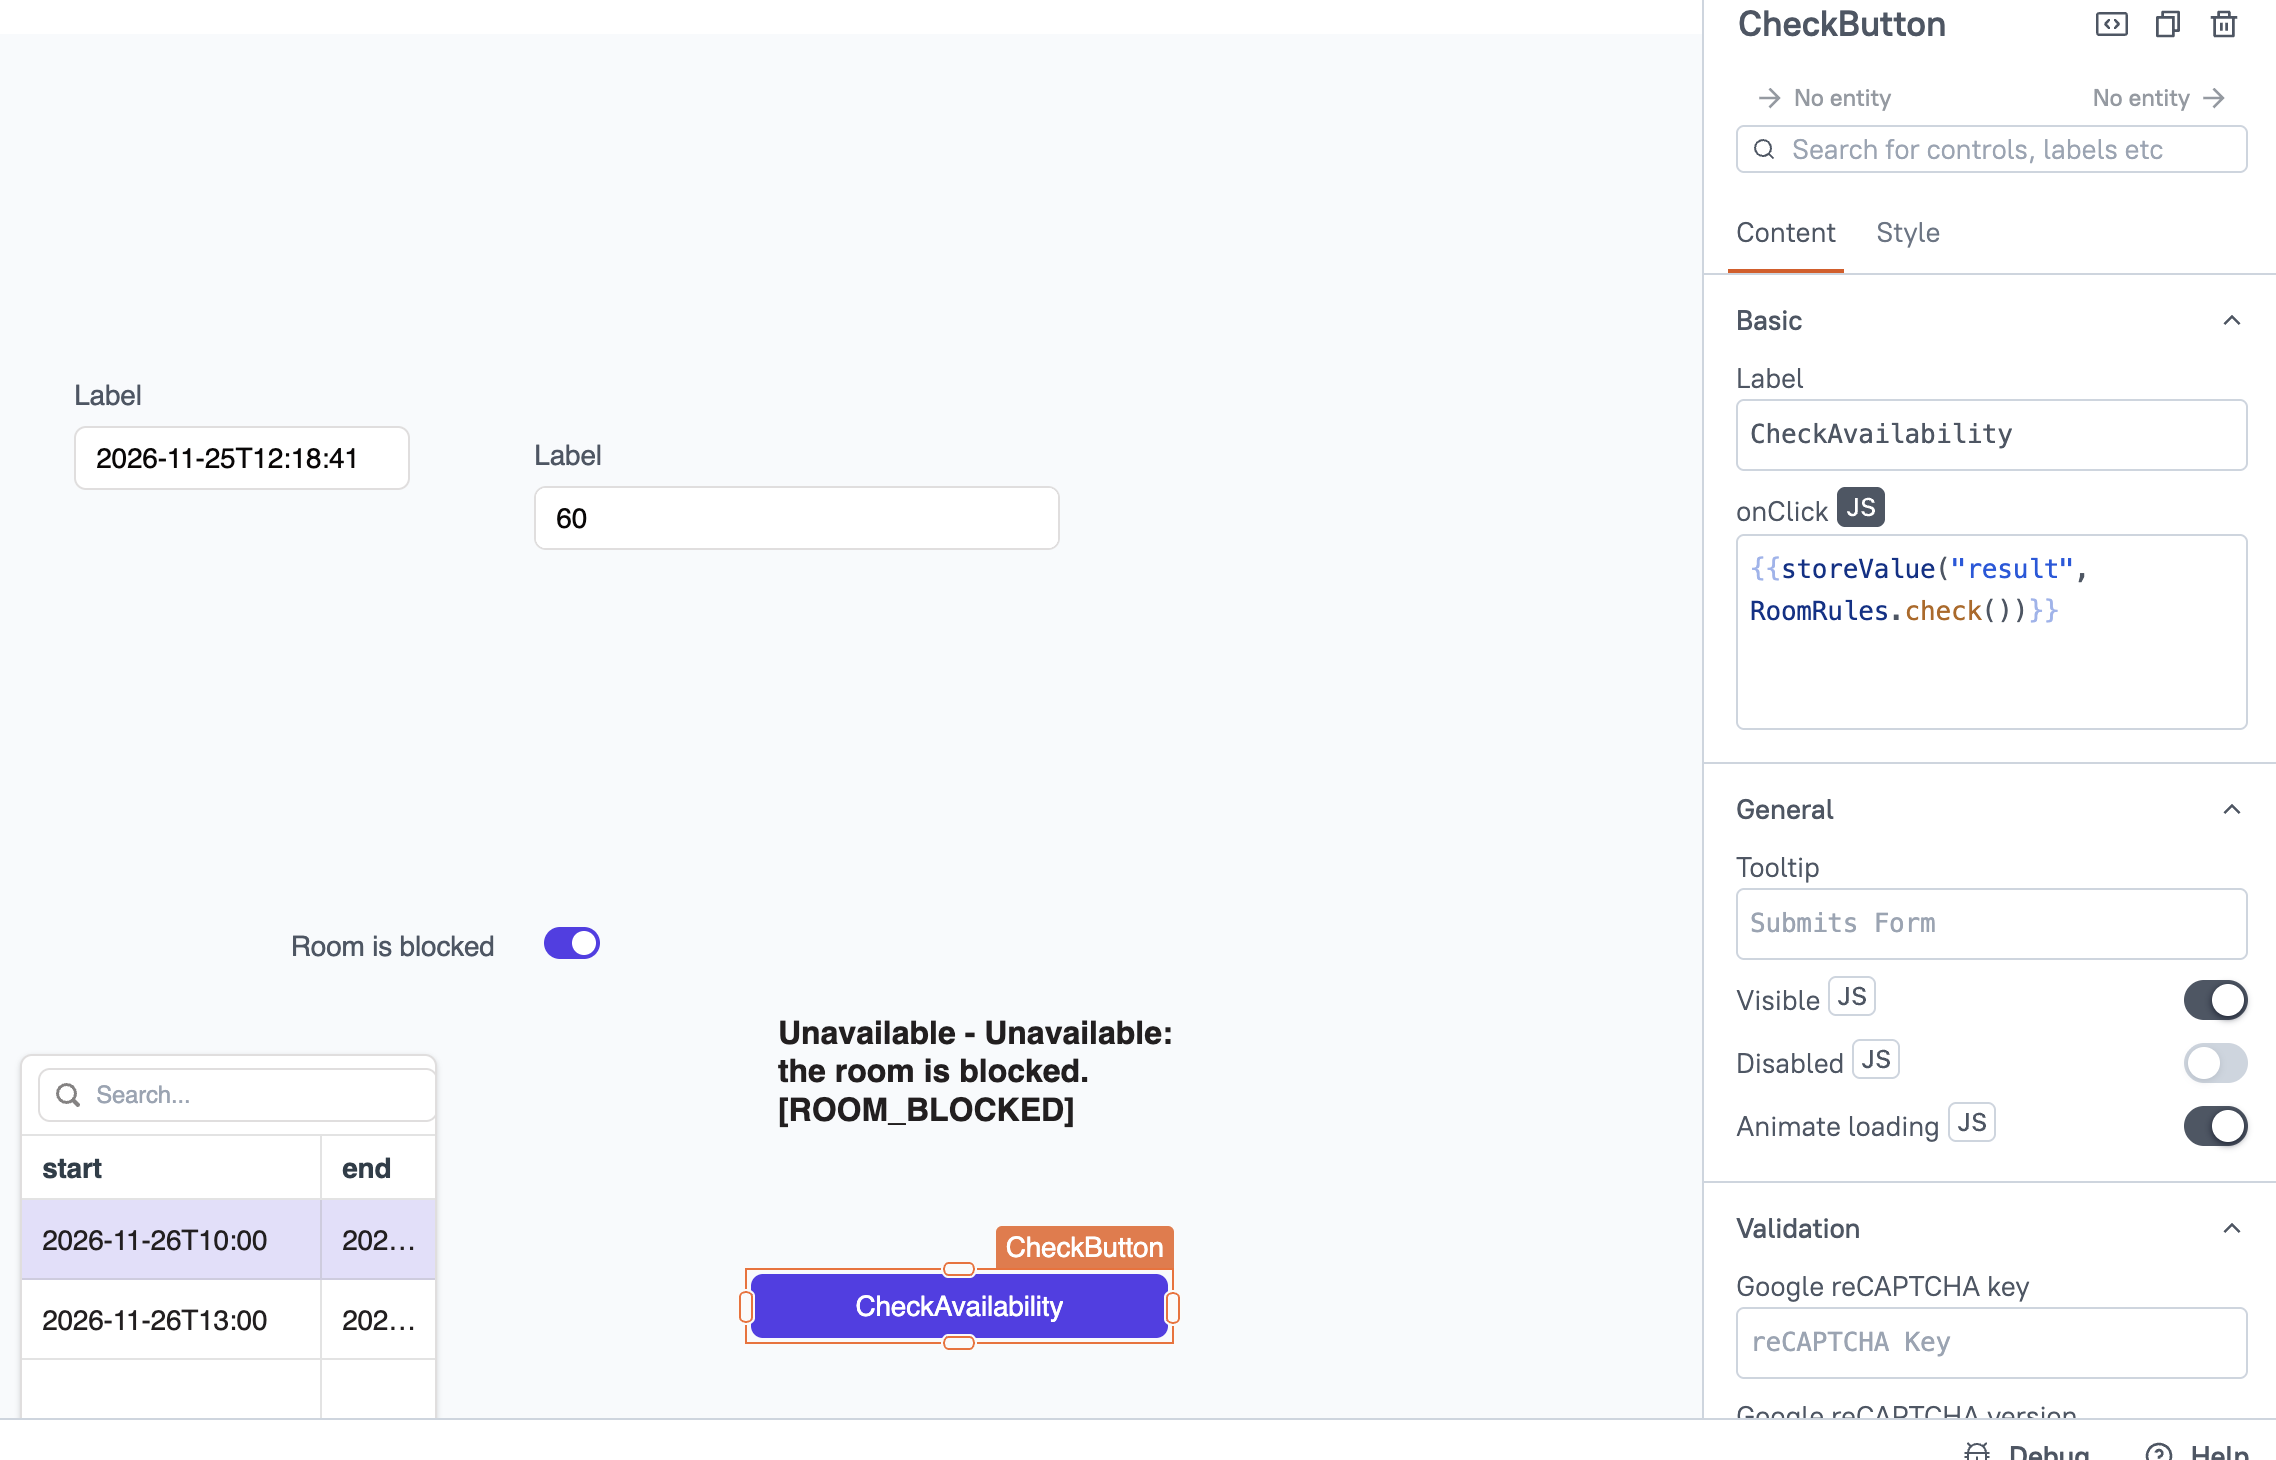 Label
2026-11-25T12:18:41
Label
60
Room is blocked
Unavailable - Unavailable:
the room is blocked.
[ROOM_BLOCKED]
Search...
start end
2026-11-26T10:00 202...
2026-11-26T13:00 202...
CheckButton
CheckAvailability
CheckButton
No entity No entity
Search for controls, labels etc
Content Style
Basic
Label
CheckAvailability
onClick JS
{{storeValue("result",
RoomRules.check())}}
General
Tooltip
Submits Form
Visible JS
Disabled JS
Animate loading JS
Validation
Google reCAPTCHA key
reCAPTCHA Key
Google reCAPTCHA version
Debug Help